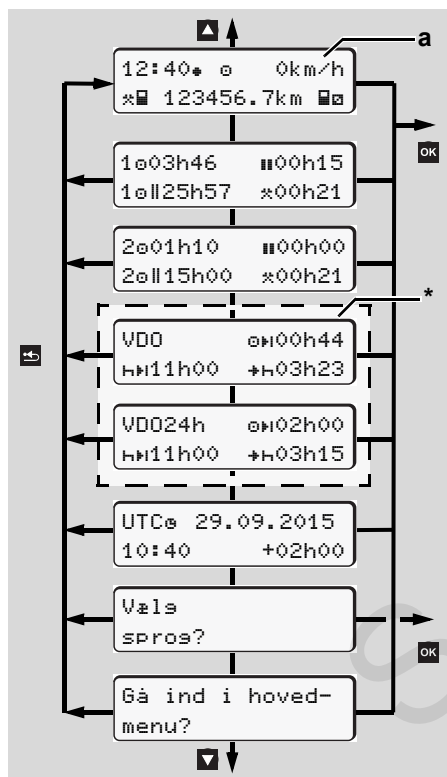 a
12:40 0km/h
123456.7km
OK
1 03h46 00h15
1 25h57 00h21
2 01h10 00h00
2 15h00 00h21
*
VDO 00h44
11h00 03h23
VDO24h 02h00
11h00 03h15
UTC 29.09.2015
10:40 +02h00
Vælg
sprog?
OK
Gå ind i hoved-
menu?